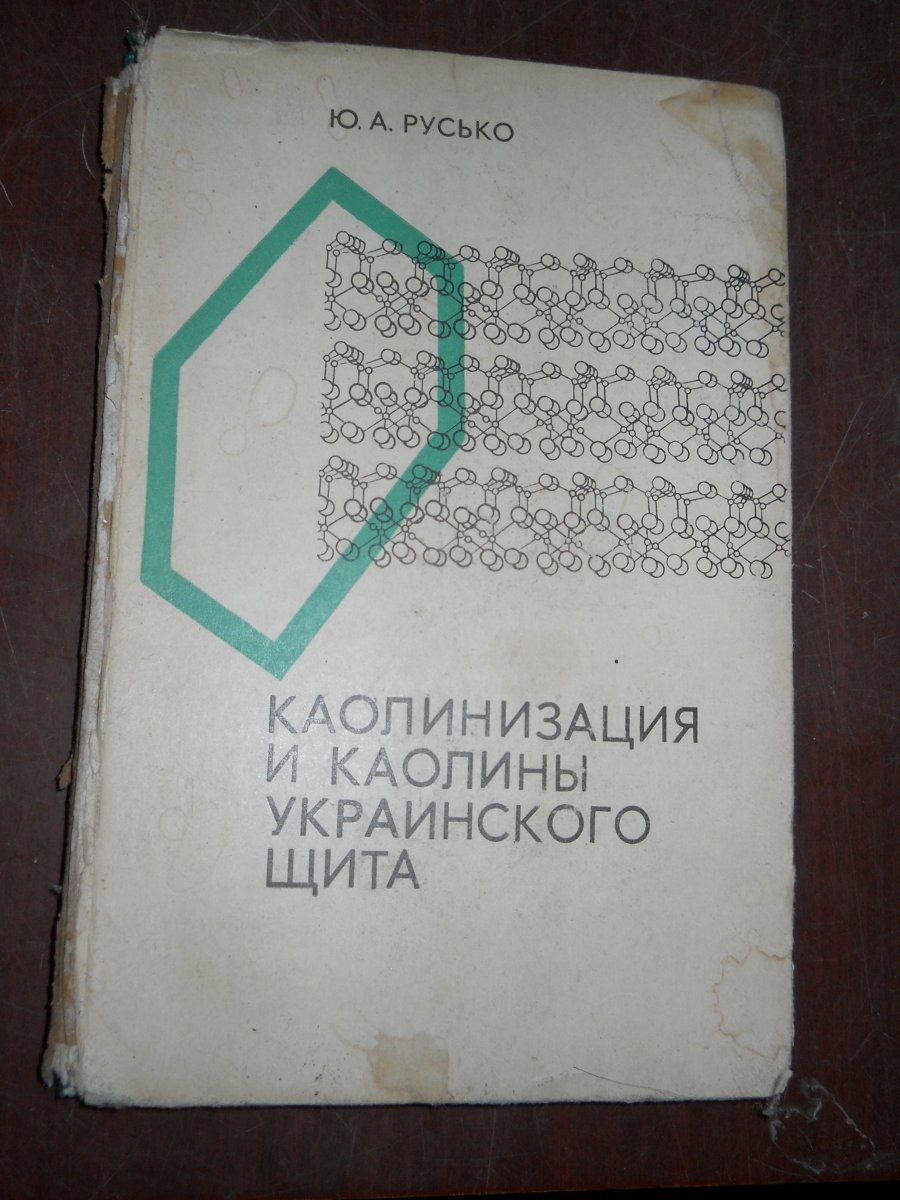 Ю. А. РУСЬКО
КАОЛИНИЗАЦИЯ
И КАОЛИНЫ
УКРАИНСКОГО
ЩИТА